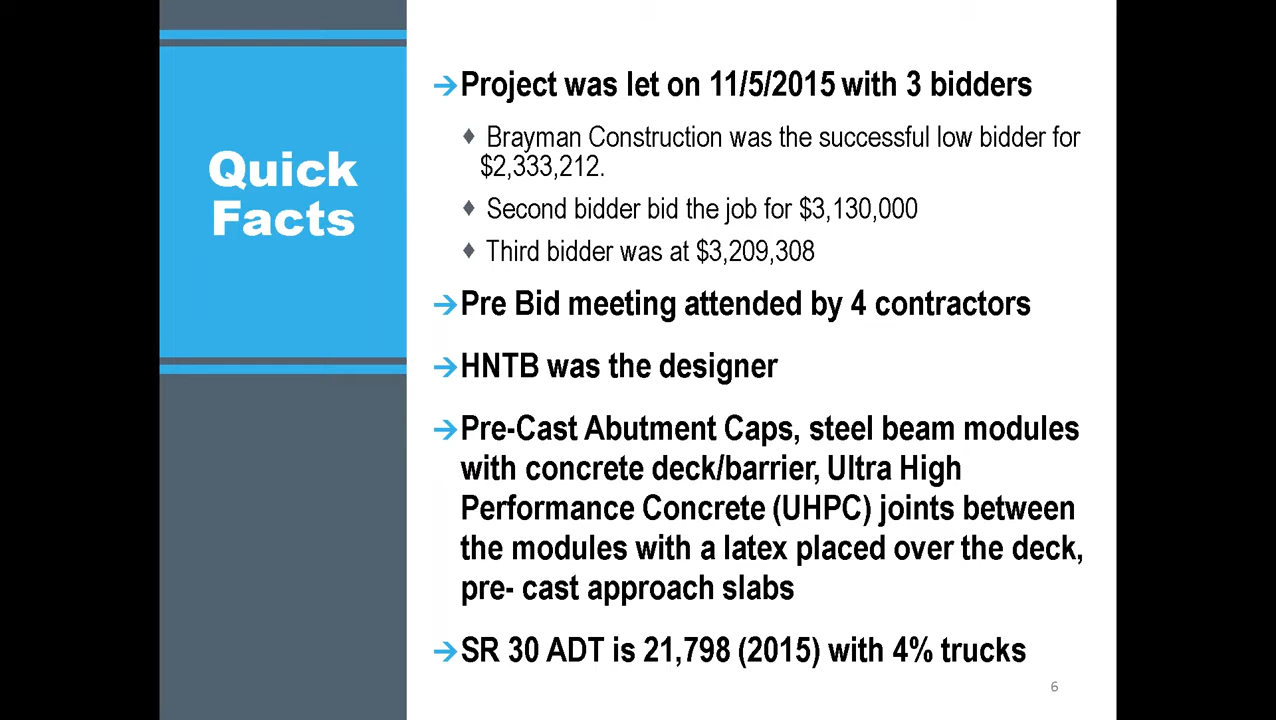 Quick
Facts
→Project was let on 11/5/2015 with 3 bidders
♦ Brayman Construction was the successful low bidder for
$2,333,212.
♦ Second bidder bid the job for $3,130,000
♦ Third bidder was at $3,209,308
→Pre Bid meeting attended by 4 contractors
→HNTB was the designer
→Pre-Cast Abutment Caps, steel beam modules
with concrete deck/barrier, Ultra High
Performance Concrete (UHPC) joints between
the modules with a latex placed over the deck,
pre- cast approach slabs
→SR 30 ADT is 21,798 (2015) with 4% trucks
6